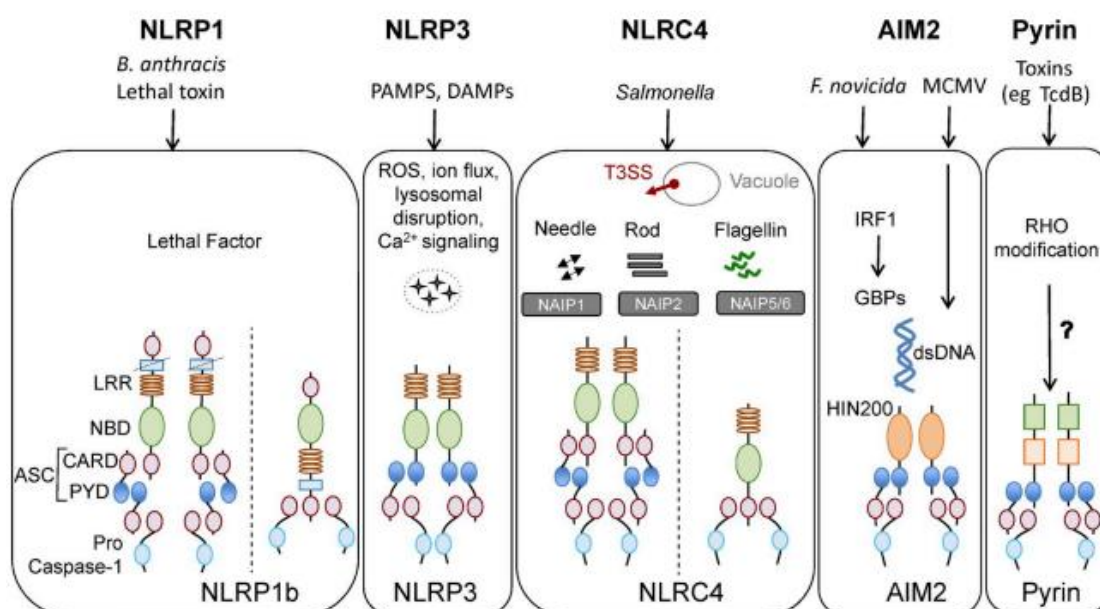 NLRP1
B. anthracis
Lethal toxin
Lethal Factor
LRR
NBD
ASC
CARD
PYD
Pro
Caspase-1
NLRP1b
NLRP3
PAMPS, DAMPs
ROS, ion flux,
lysosomal
disruption,
Ca²⁺ signaling
NLRP3
NLRC4
Salmonella
T3SS
Vacuole
Needle
Rod
Flagellin
NAIP1
NAIP2
NAIP5/6
NLRC4
AIM2
F. novicida
MCMV
IRF1
GBPs
dsDNA
HIN200
AIM2
Pyrin
Toxins
(eg TcdB)
RHO
modification
?
Pyrin